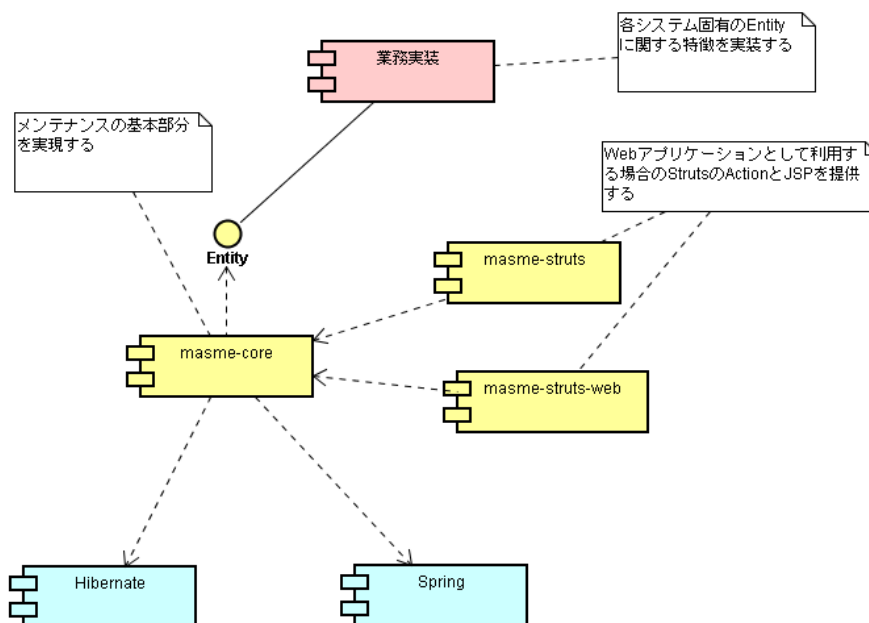 各システム固有のEntity
に関する特徴を実装する
業務実装
メンテナンスの基本部分
を実現する
Webアプリケーションとして利用す
る場合のStrutsのActionとJSPを提供
する
Entity
masme-struts
masme-core
masme-struts-web
Hibernate
Spring